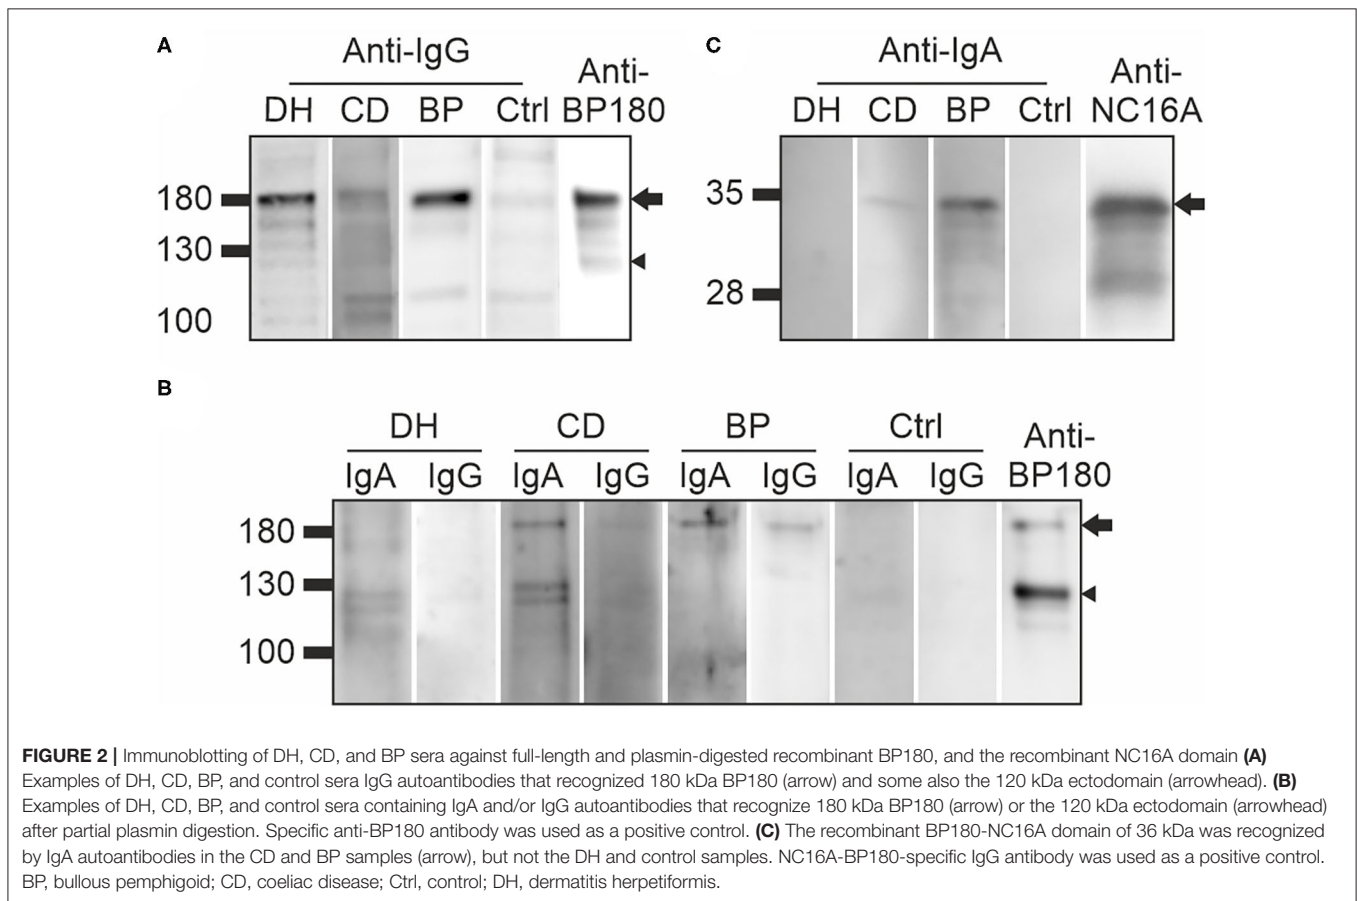 A
Anti-IgG
DH CD BP Ctrl
Anti-
BP180
180
130
100
C
Anti-IgA
DH CD BP Ctrl
Anti-
NC16A
35
28
B
DH CD BP Ctrl
IgA IgG IgA IgG IgA IgG IgA IgG
Anti-
BP180
180
130
100
FIGURE 2 | Immunoblotting of DH, CD, and BP sera against full-length and plasmin-digested recombinant BP180, and the recombinant NC16A domain (A)
Examples of DH, CD, BP, and control sera IgG autoantibodies that recognized 180 kDa BP180 (arrow) and some also the 120 kDa ectodomain (arrowhead). (B)
Examples of DH, CD, BP, and control sera containing IgA and/or IgG autoantibodies that recognize 180 kDa BP180 (arrow) or the 120 kDa ectodomain (arrowhead)
after partial plasmin digestion. Specific anti-BP180 antibody was used as a positive control. (C) The recombinant BP180-NC16A domain of 36 kDa was recognized
by IgA autoantibodies in the CD and BP samples (arrow), but not the DH and control samples. NC16A-BP180-specific IgG antibody was used as a positive control.
BP, bullous pemphigoid; CD, coeliac disease; Ctrl, control; DH, dermatitis herpetiformis.